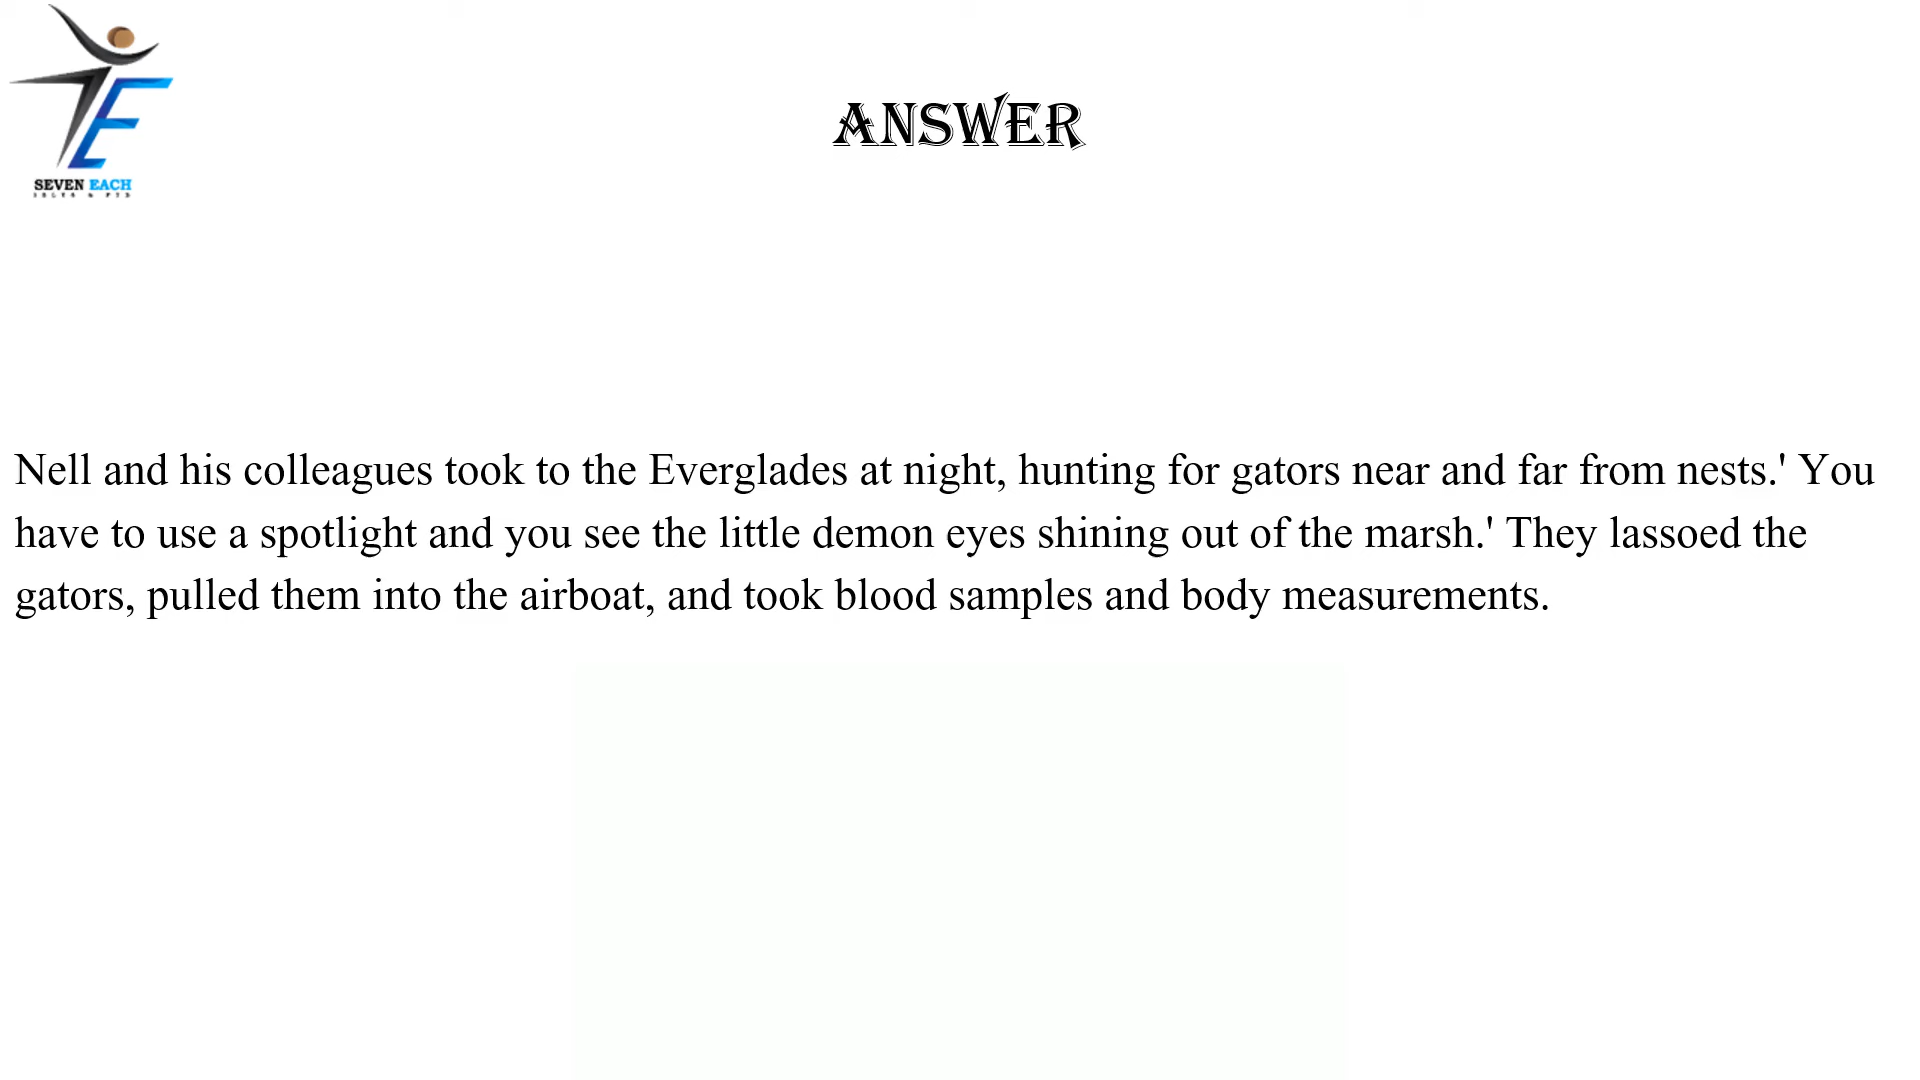 SEVEN EACH
IELTS & PTE
ANSWER
Nell and his colleagues took to the Everglades at night, hunting for gators near and far from nests.' You
have to use a spotlight and you see the little demon eyes shining out of the marsh.' They lassoed the
gators, pulled them into the airboat, and took blood samples and body measurements.